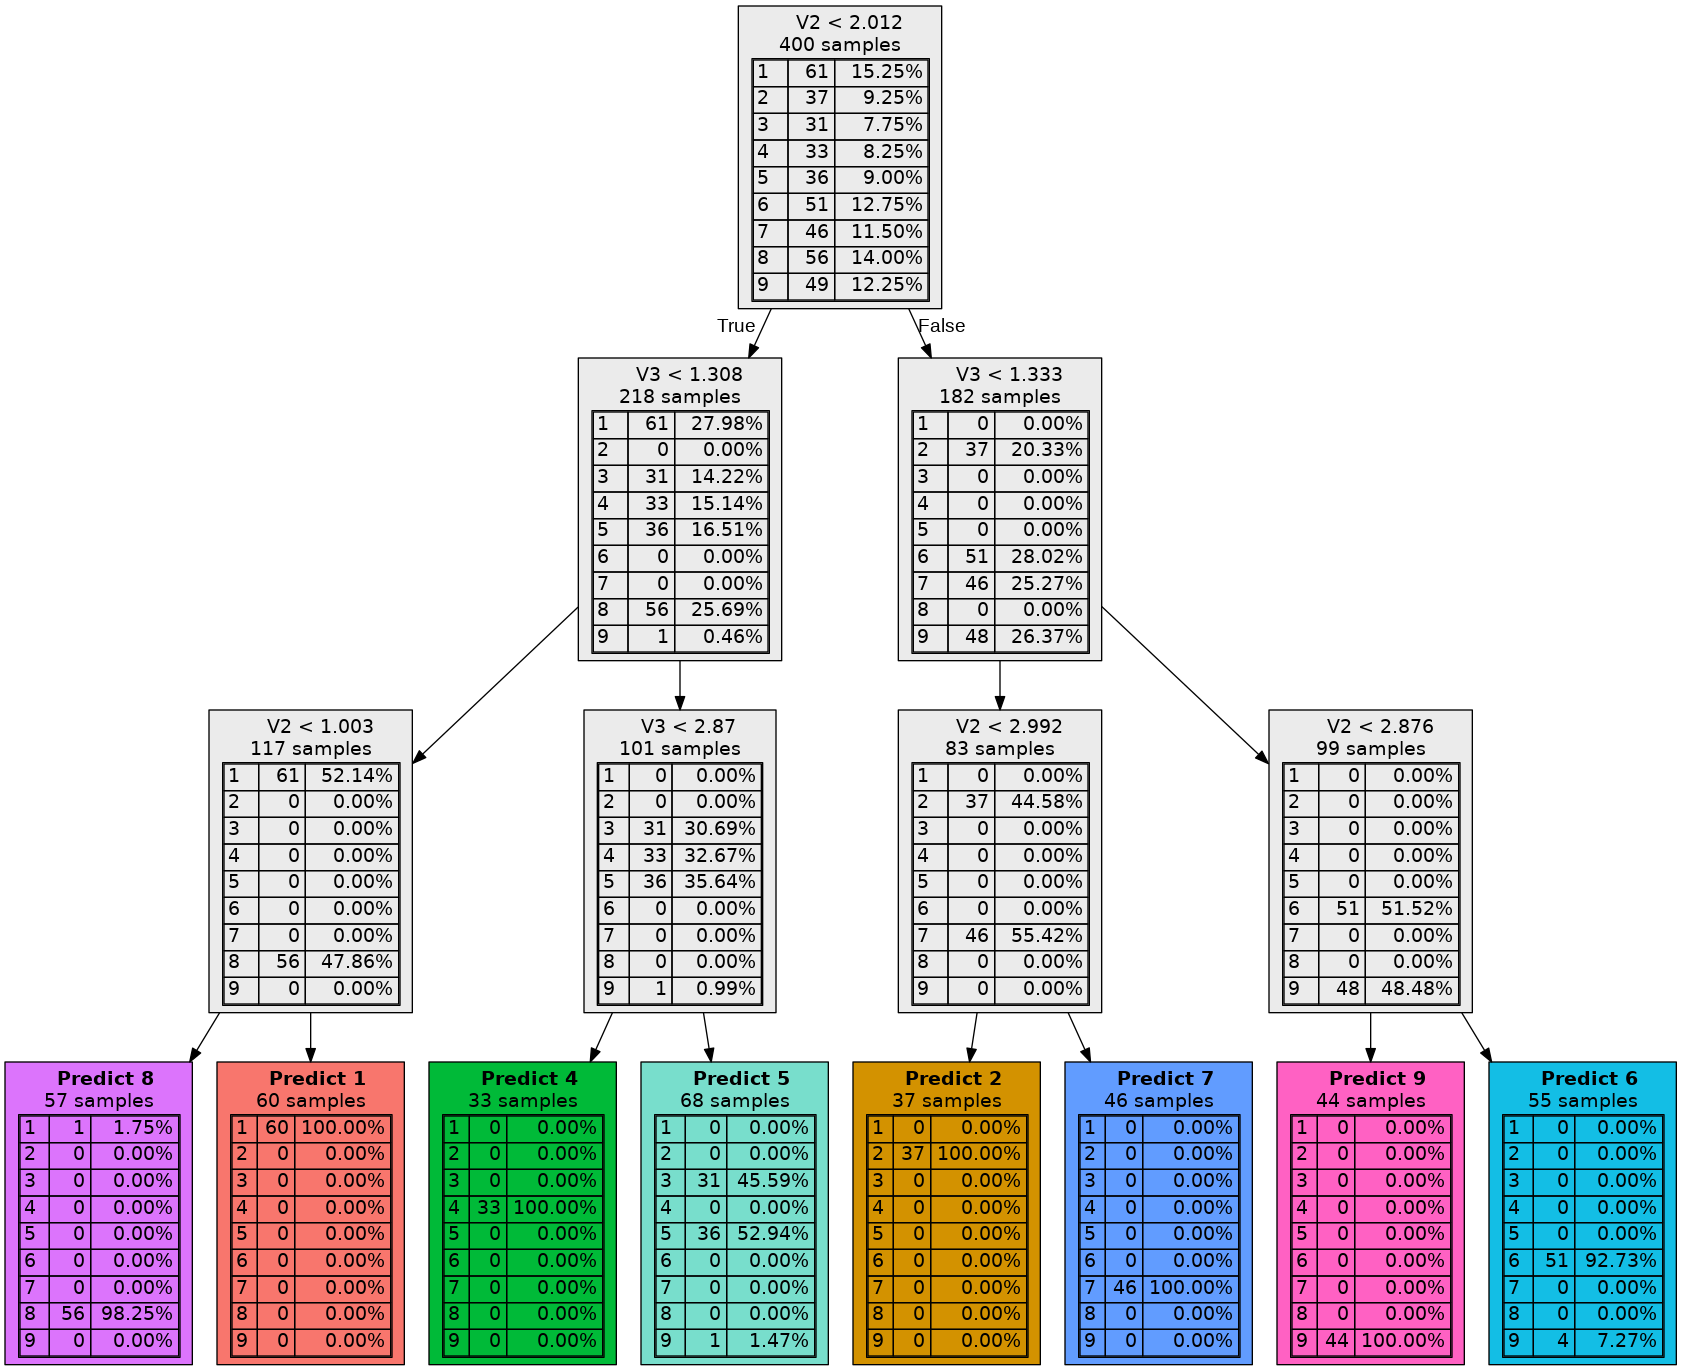 V2 < 2.012
400 samples
1 61 15.25%
2 37 9.25%
3 31 7.75%
4 33 8.25%
5 36 9.00%
6 51 12.75%
7 46 11.50%
8 56 14.00%
9 49 12.25%
True
False
V3 < 1.308
218 samples
1 61 27.98%
2 0 0.00%
3 31 14.22%
4 33 15.14%
5 36 16.51%
6 0 0.00%
7 0 0.00%
8 56 25.69%
9 1 0.46%
V3 < 1.333
182 samples
1 0 0.00%
2 37 20.33%
3 0 0.00%
4 0 0.00%
5 0 0.00%
6 51 28.02%
7 46 25.27%
8 0 0.00%
9 48 26.37%
V2 < 1.003
117 samples
1 61 52.14%
2 0 0.00%
3 0 0.00%
4 0 0.00%
5 0 0.00%
6 0 0.00%
7 0 0.00%
8 56 47.86%
9 0 0.00%
V3 < 2.87
101 samples
1 0 0.00%
2 0 0.00%
3 31 30.69%
4 33 32.67%
5 36 35.64%
6 0 0.00%
7 0 0.00%
8 0 0.00%
9 1 0.99%
V2 < 2.992
83 samples
1 0 0.00%
2 37 44.58%
3 0 0.00%
4 0 0.00%
5 0 0.00%
6 0 0.00%
7 46 55.42%
8 0 0.00%
9 0 0.00%
V2 < 2.876
99 samples
1 0 0.00%
2 0 0.00%
3 0 0.00%
4 0 0.00%
5 0 0.00%
6 51 51.52%
7 0 0.00%
8 0 0.00%
9 48 48.48%
Predict 8
57 samples
1 1 1.75%
2 0 0.00%
3 0 0.00%
4 0 0.00%
5 0 0.00%
6 0 0.00%
7 0 0.00%
8 56 98.25%
9 0 0.00%
Predict 1
60 samples
1 60 100.00%
2 0 0.00%
3 0 0.00%
4 0 0.00%
5 0 0.00%
6 0 0.00%
7 0 0.00%
8 0 0.00%
9 0 0.00%
Predict 4
33 samples
1 0 0.00%
2 0 0.00%
3 0 0.00%
4 33 100.00%
5 0 0.00%
6 0 0.00%
7 0 0.00%
8 0 0.00%
9 0 0.00%
Predict 5
68 samples
1 0 0.00%
2 0 0.00%
3 31 45.59%
4 0 0.00%
5 36 52.94%
6 0 0.00%
7 0 0.00%
8 0 0.00%
9 1 1.47%
Predict 2
37 samples
1 0 0.00%
2 37 100.00%
3 0 0.00%
4 0 0.00%
5 0 0.00%
6 0 0.00%
7 0 0.00%
8 0 0.00%
9 0 0.00%
Predict 7
46 samples
1 0 0.00%
2 0 0.00%
3 0 0.00%
4 0 0.00%
5 0 0.00%
6 0 0.00%
7 46 100.00%
8 0 0.00%
9 0 0.00%
Predict 9
44 samples
1 0 0.00%
2 0 0.00%
3 0 0.00%
4 0 0.00%
5 0 0.00%
6 0 0.00%
7 0 0.00%
8 0 0.00%
9 44 100.00%
Predict 6
55 samples
1 0 0.00%
2 0 0.00%
3 0 0.00%
4 0 0.00%
5 0 0.00%
6 51 92.73%
7 0 0.00%
8 0 0.00%
9 4 7.27%